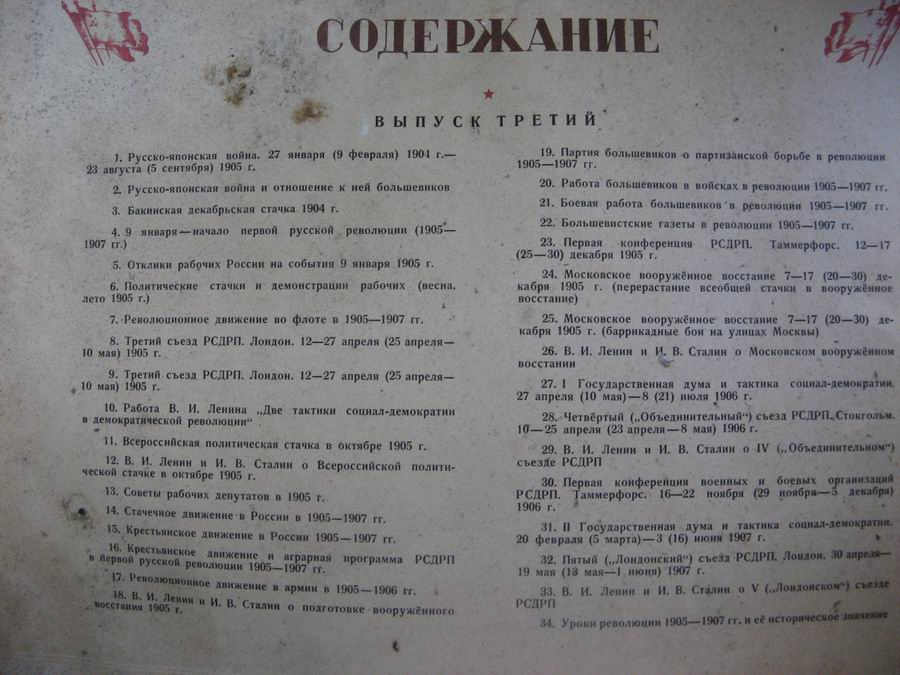 СОДЕРЖАНИЕ
ВЫПУСК ТРЕТИЙ
1. Русско-японская война. 27 января (9 февраля) 1904 г.—
23 августа (5 сентября) 1905 г.
2. Русско-японская война и отношение к ней большевиков
3. Бакинская декабрьская стачка 1904 г.
4. 9 января—начало первой русской революции (1905—
1907 гг.)
5. Отклики рабочих России на события 9 января 1905 г.
6. Политические стачки и демонстрации рабочих (весна,
лето 1905 г.)
7. Революционное движение во флоте в 1905—1907 гг.
8. Третий съезд РСДРП. Лондон. 12—27 апреля (25 апреля—
10 мая) 1905 г.
9. Третий съезд РСДРП. Лондон. 12—27 апреля (25 апреля—
10 мая) 1905 г.
10. Работа В. И. Ленина „Две тактики социал-демократии
в демократической революции“
11. Всероссийская политическая стачка в октябре 1905 г.
12. В. И. Ленин и И. В. Сталин о Всероссийской полити-
ческой стачке в октябре 1905 г.
13. Советы рабочих депутатов в 1905 г.
14. Стачечное движение в России в 1905—1907 гг.
15. Крестьянское движение в России 1905—1907 гг.
16. Крестьянское движение и аграрная программа РСДРП
в первой русской революции 1905—1907 гг.
17. Революционное движение в армии в 1905—1906 гг.
18. В. И. Ленин и И. В. Сталин о подготовке вооружённого
восстания 1905 г.
19. Партия большевиков о партизанской борьбе в революции
1905—1907 гг.
20. Работа большевиков в войсках в революции 1905—1907 гг.
21. Боевая работа большевиков в революции 1905—1907 гг.
22. Большевистские газеты в революции 1905—1907 гг.
23. Первая конференция РСДРП. Таммерфорс. 12—17
(25—30) декабря 1905 г.
24. Московское вооружённое восстание 7—17 (20—30) де-
кабря 1905 г. (перерастание всеобщей стачки в вооружённое
восстание)
25. Московское вооружённое восстание 7—17 (20—30) де-
кабря 1905 г. (баррикадные бои на улицах Москвы)
26. В. И. Ленин и И. В. Сталин о Московском вооружённом
восстании
27. I Государственная дума и тактика социал-демократии.
27 апреля (10 мая)—8 (21) июля 1906 г.
28. Четвёртый („Объединительный“) съезд РСДРП. Стокгольм.
10—25 апреля (23 апреля—8 мая) 1906 г.
29. В. И. Ленин и И. В. Сталин о IV („Объединительном“)
съезде РСДРП
30. Первая конференция военных и боевых организаций
РСДРП. Таммерфорс. 16—22 ноября (29 ноября—5 декабря)
1906 г.
31. II Государственная дума и тактика социал-демократии.
20 февраля (5 марта)—3 (16) июня 1907 г.
32. Пятый („Лондонский“) съезд РСДРП. Лондон. 30 апреля—
19 мая (13 мая—1 июня) 1907 г.
33. В. И. Ленин и И. В. Сталин о V („Лондонском“) съезде
РСДРП
34. Уроки революции 1905—1907 гг. и её историческое значение